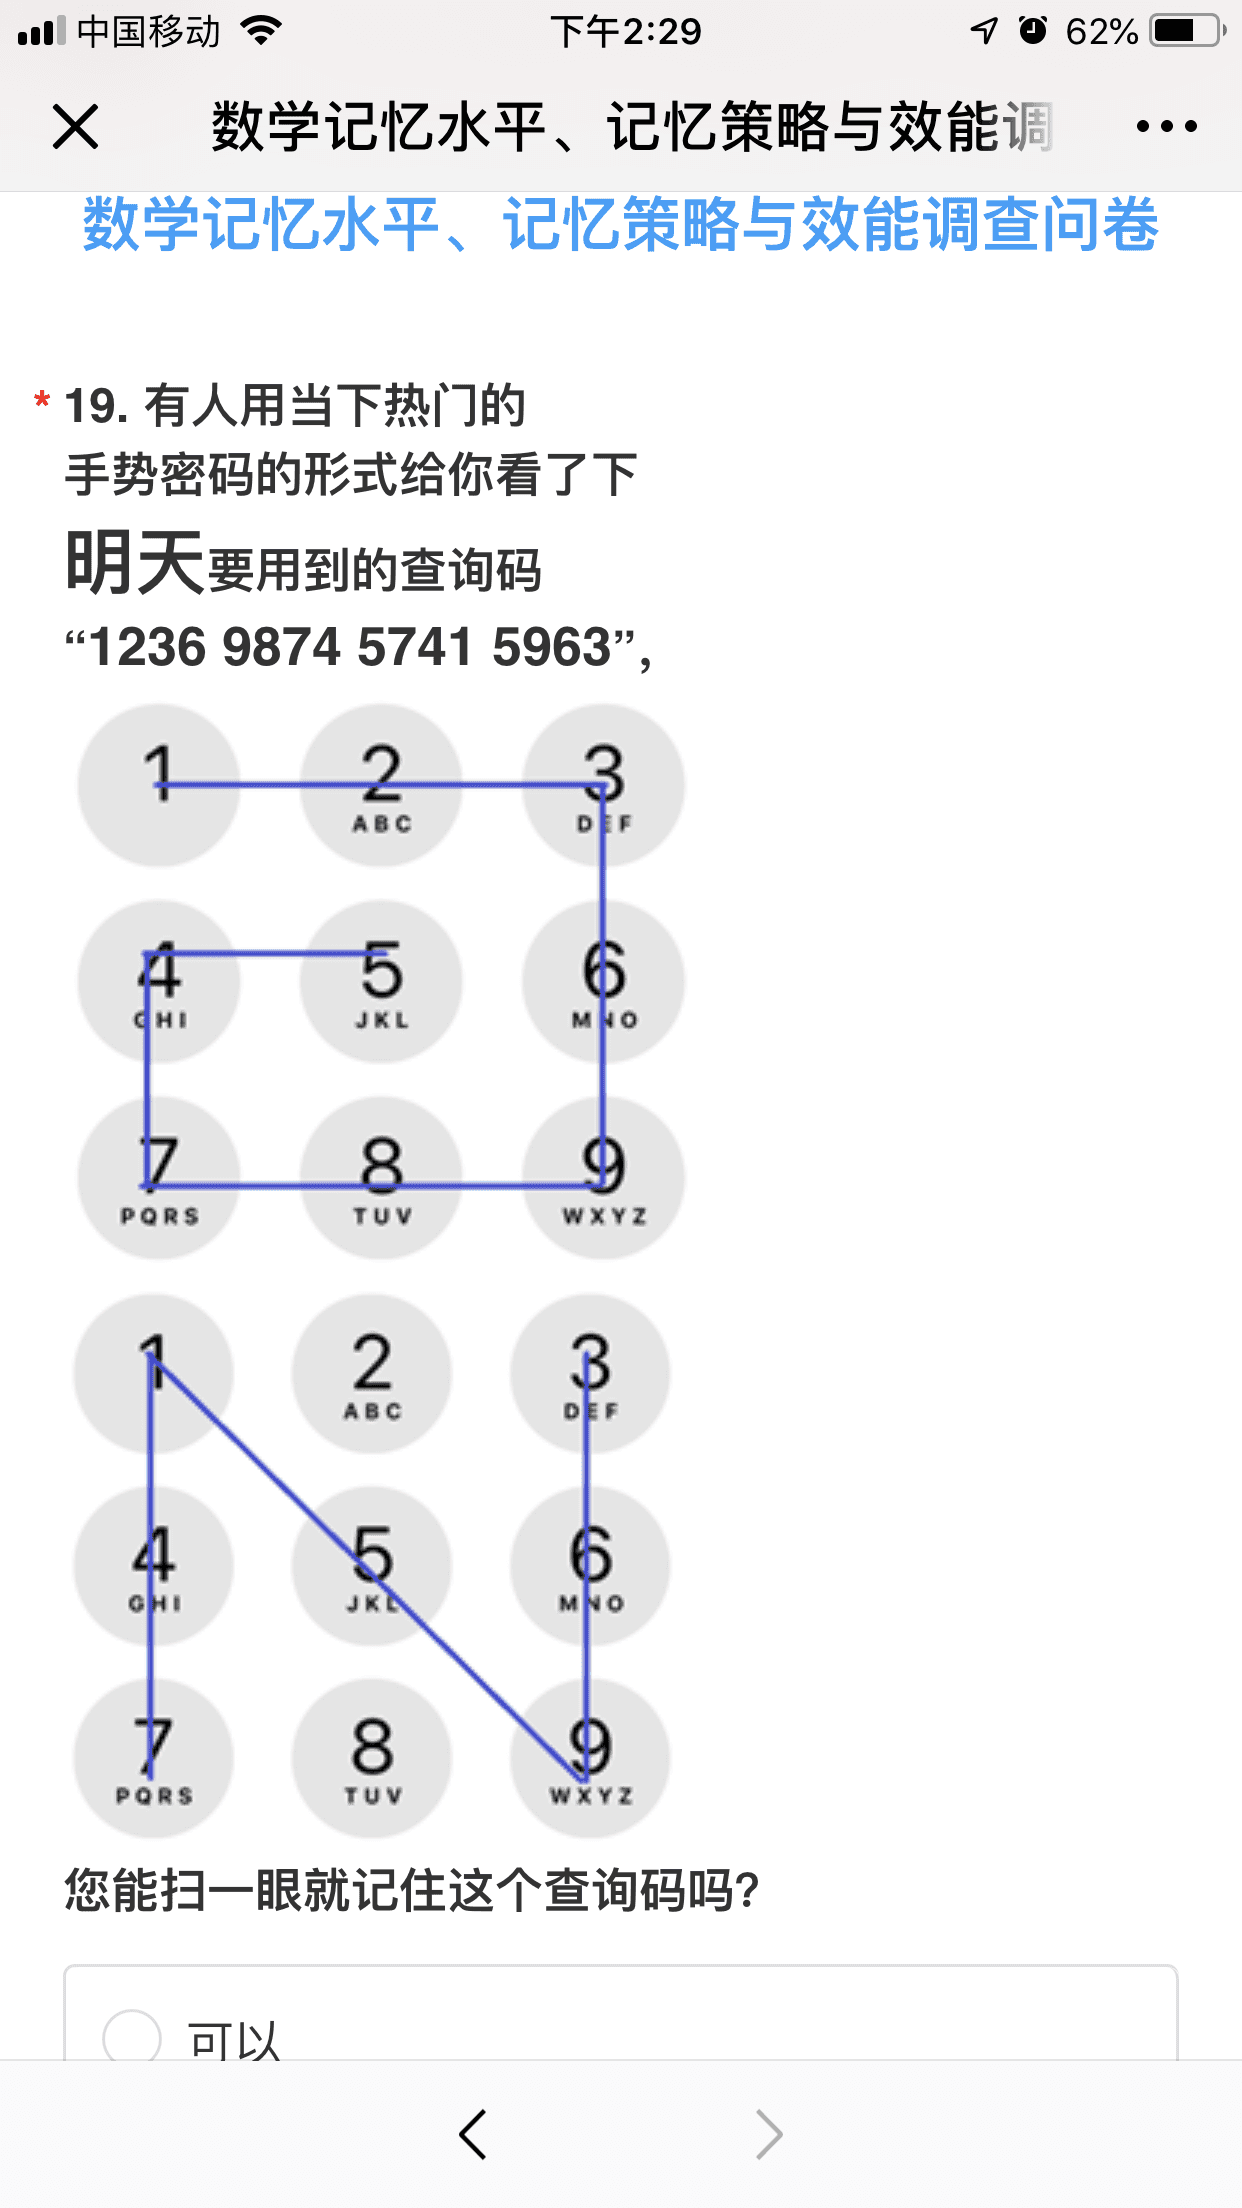 中国移动 下午2:29 62%
数学记忆水平、记忆策略与效能调
数学记忆水平、记忆策略与效能调查问卷
* 19. 有人用当下热门的
手势密码的形式给你看了下
明天要用到的查询码
“1236 9874 5741 5963”,
1 2 3
ABC DEF
4 5 6
GHI JKL MNO
7 8 9
PQRS TUV WXYZ
1 2 3
ABC DEF
4 5 6
GHI JKL MNO
7 8 9
PQRS TUV WXYZ
您能扫一眼就记住这个查询码吗?
可以